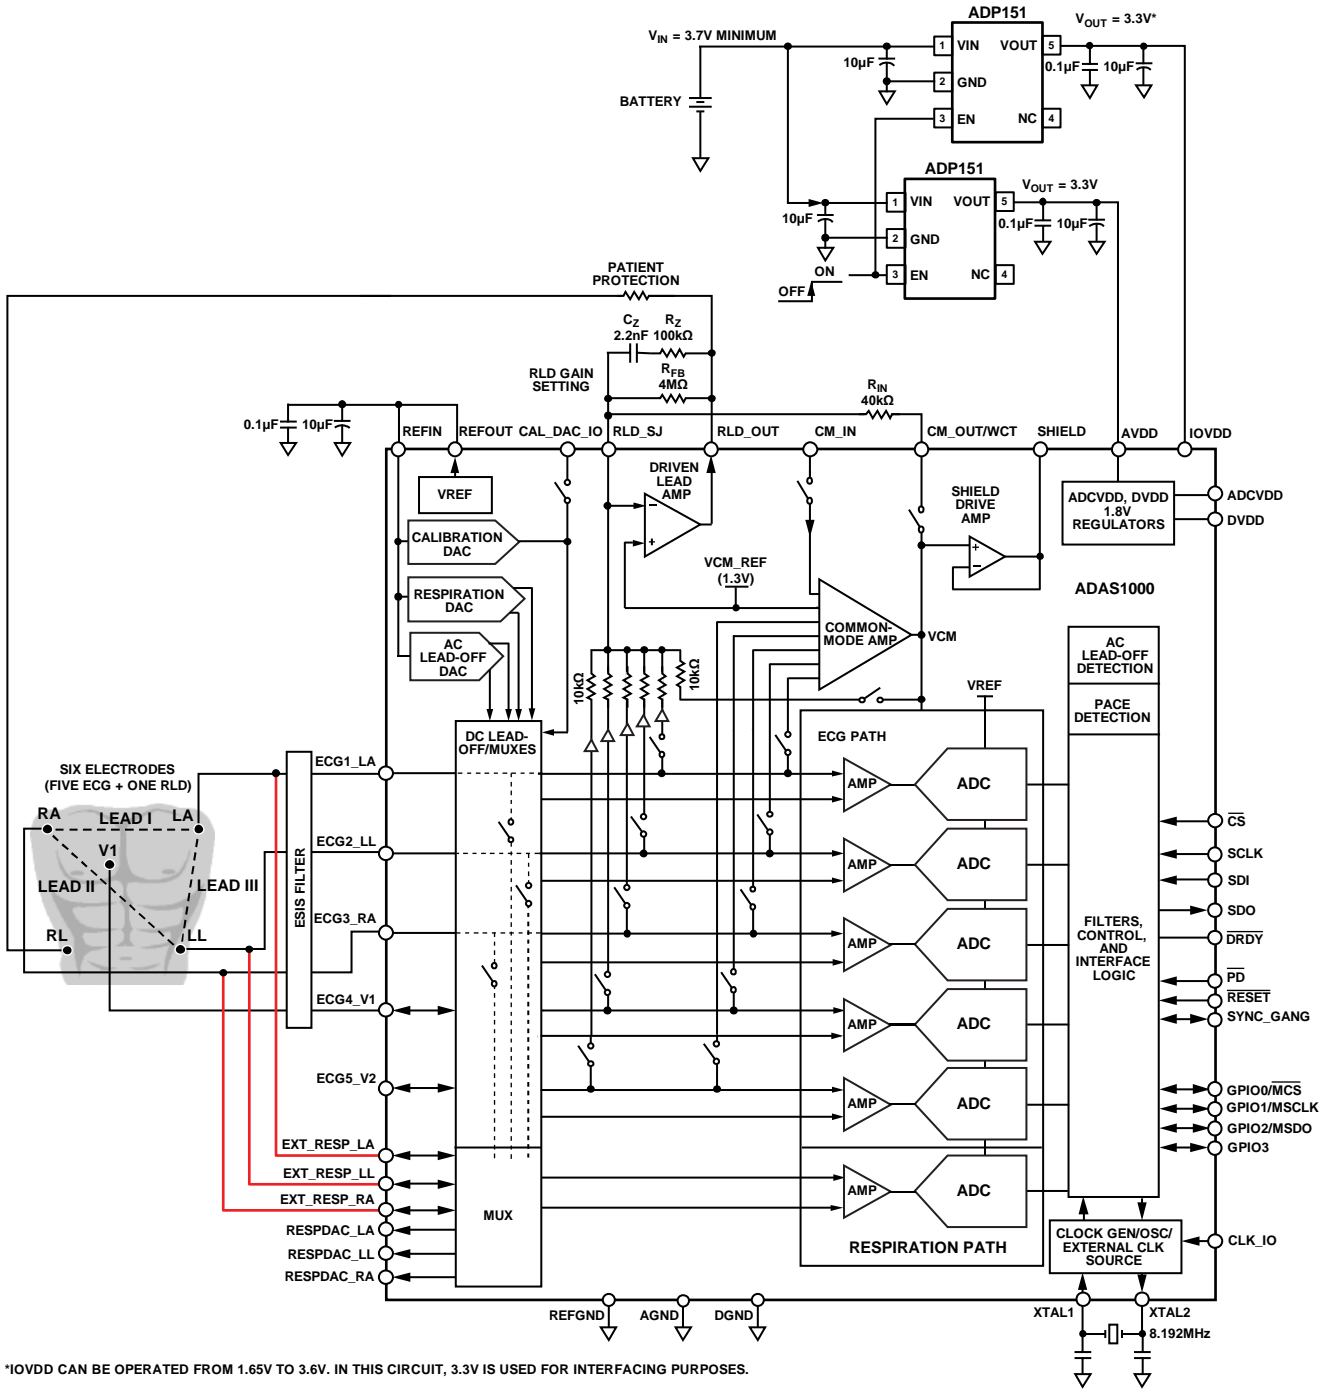 ADP151
VOUT = 3.3V*
VIN = 3.7V MINIMUM
1
VIN
VOUT
5
10µF
0.1µF
10µF
2
GND
BATTERY
3
EN
NC
4
ADP151
VOUT = 3.3V
1
VIN
VOUT
5
10µF
0.1µF
10µF
2
GND
ON
3
EN
NC
4
OFF
PATIENT
PROTECTION
CZ
2.2nF
RZ
100kΩ
RLD GAIN
SETTING
RFB
4MΩ
RIN
40kΩ
0.1µF
10µF
REFIN
REFOUT
CAL_DAC_IO
RLD_SJ
RLD_OUT
CM_IN
CM_OUT/WCT
SHIELD
AVDD
IOVDD
VREF
DRIVEN
LEAD
AMP
SHIELD
DRIVE
AMP
ADCVDD, DVDD
1.8V
REGULATORS
ADCVDD
DVDD
CALIBRATION
DAC
VCM_REF
(1.3V)
ADAS1000
RESPIRATION
DAC
COMMON-
MODE AMP
VCM
AC
LEAD-OFF
DAC
10kΩ
10kΩ
AC
LEAD-OFF
DETECTION
VREF
PACE
DETECTION
DC LEAD-
OFF/MUXES
ECG PATH
SIX ELECTRODES
(FIVE ECG + ONE RLD)
ECG1_LA
AMP
ADC
RA
LEAD I
LA
V1
ECG2_LL
AMP
ADC
CS
SCLK
SDI
LEAD II
LEAD III
ESIS FILTER
ECG3_RA
AMP
ADC
FILTERS,
CONTROL,
AND
INTERFACE
LOGIC
SDO
DRDY
RL
LL
PD
ECG4_V1
AMP
ADC
RESET
SYNC_GANG
ECG5_V2
AMP
ADC
GPIO0/MCS
GPIO1/MSCLK
GPIO2/MSDO
GPIO3
EXT_RESP_LA
EXT_RESP_LL
EXT_RESP_RA
AMP
ADC
MUX
RESPDAC_LA
RESPDAC_LL
RESPDAC_RA
RESPIRATION PATH
CLOCK GEN/OSC/
EXTERNAL CLK
SOURCE
CLK_IO
REFGND
AGND
DGND
XTAL1
XTAL2
8.192MHz
*IOVDD CAN BE OPERATED FROM 1.65V TO 3.6V. IN THIS CIRCUIT, 3.3V IS USED FOR INTERFACING PURPOSES.